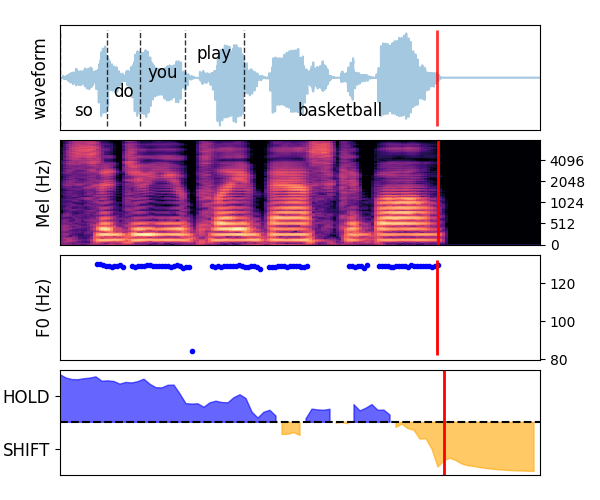 waveform
so
do
you
play
basketball
Mel (Hz)
4096
2048
1024
512
0
F0 (Hz)
120
100
80
HOLD
SHIFT